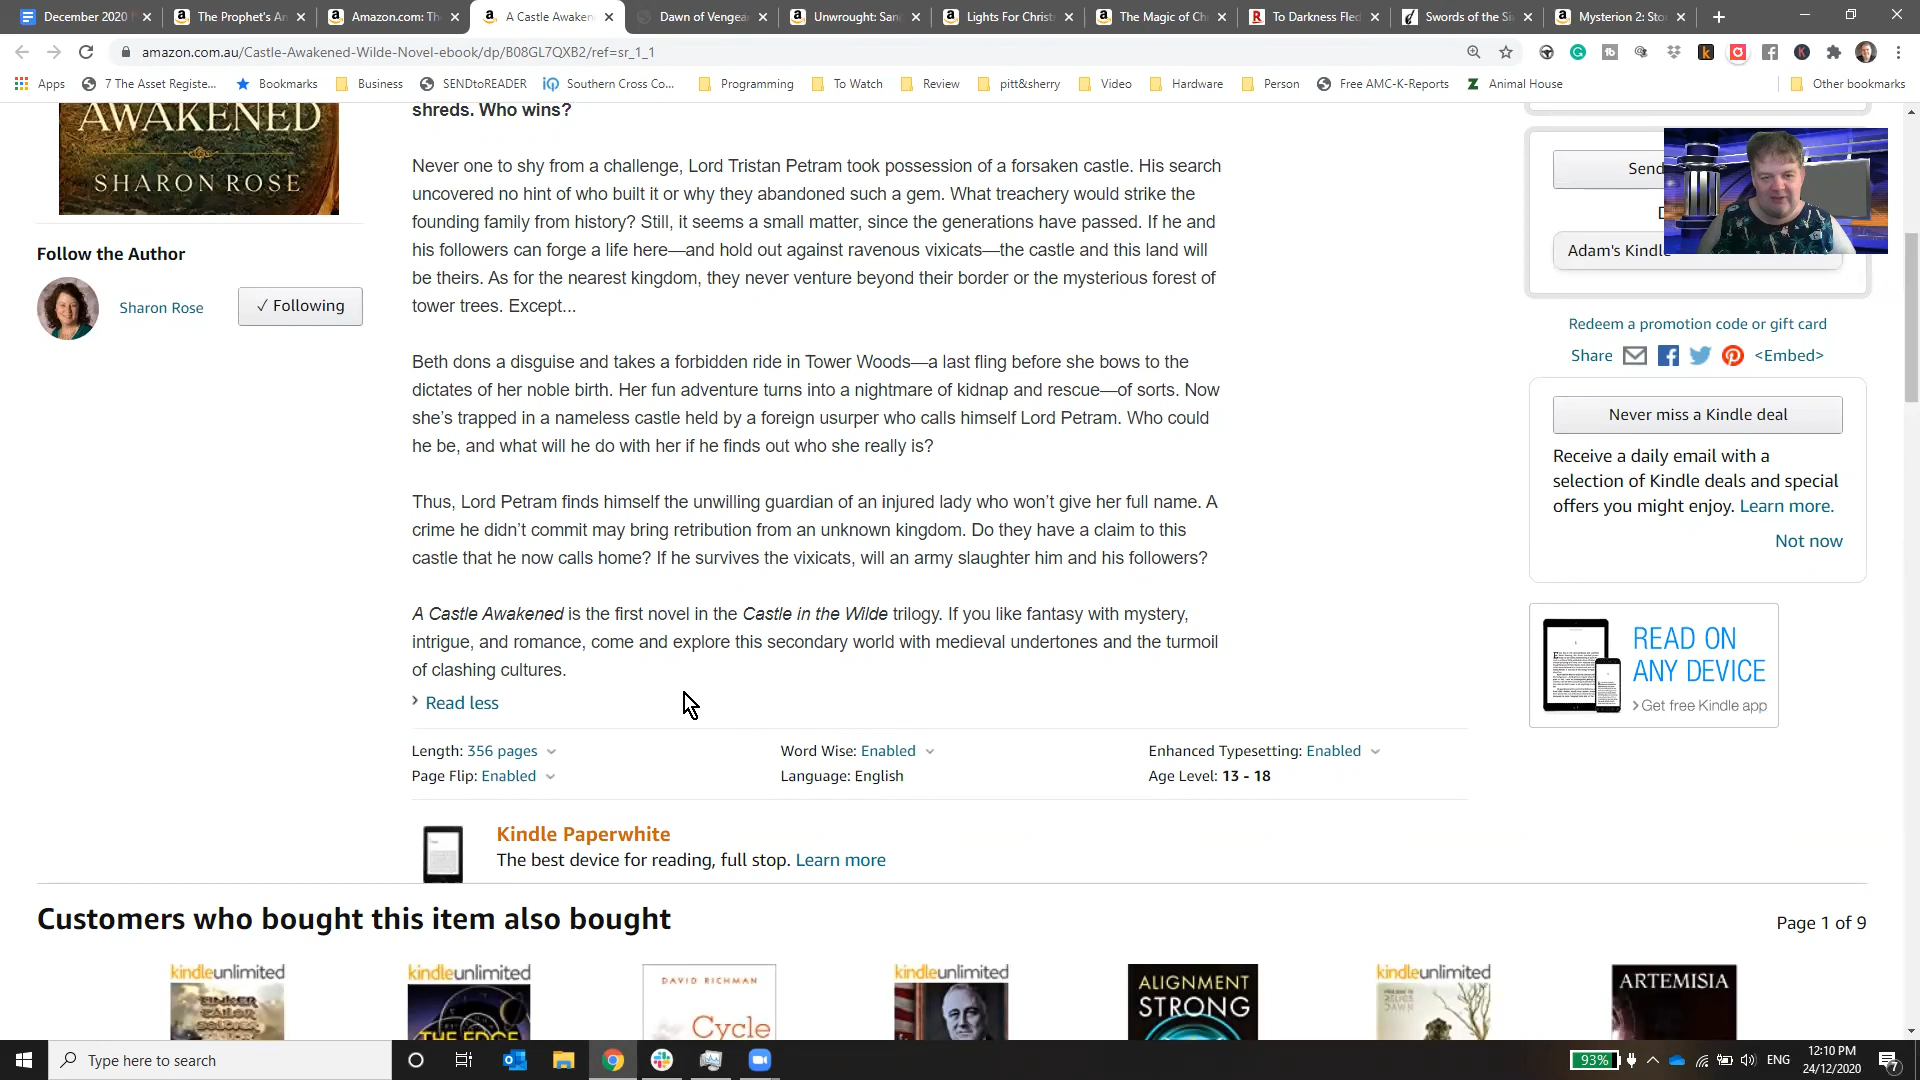 December 2020 N
The Prophet's An
Amazon.com: The
A Castle Awaken
Dawn of Vengea
Unwrought: San
Lights For Christ
The Magic of Ch
To Darkness Fled
Swords of the Si
Mysterion 2: Sto
amazon.com.au/Castle-Awakened-Wilde-Novel-ebook/dp/B08GL7QXB2/ref=sr_1_1
Apps
7 The Asset Registe...
Bookmarks
Business
SENDtoREADER
Southern Cross Co...
Programming
To Watch
Review
pitt&sherry
Video
Hardware
Person
Free AMC-K-Reports
Animal House
Other bookmarks
AWAKENED
SHARON ROSE
Follow the Author
Sharon Rose
✓ Following
shreds. Who wins?
Never one to shy from a challenge, Lord Tristan Petram took possession of a forsaken castle. His search
uncovered no hint of who built it or why they abandoned such a gem. What treachery would strike the
founding family from history? Still, it seems a small matter, since the generations have passed. If he and
his followers can forge a life here—and hold out against ravenous vixicats—the castle and this land will
be theirs. As for the nearest kingdom, they never venture beyond their border or the mysterious forest of
tower trees. Except...
Beth dons a disguise and takes a forbidden ride in Tower Woods—a last fling before she bows to the
dictates of her noble birth. Her fun adventure turns into a nightmare of kidnap and rescue—of sorts. Now
she's trapped in a nameless castle held by a foreign usurper who calls himself Lord Petram. Who could
he be, and what will he do with her if he finds out who she really is?
Thus, Lord Petram finds himself the unwilling guardian of an injured lady who won't give her full name. A
crime he didn't commit may bring retribution from an unknown kingdom. Do they have a claim to this
castle that he now calls home? If he survives the vixicats, will an army slaughter him and his followers?
A Castle Awakened is the first novel in the Castle in the Wilde trilogy. If you like fantasy with mystery,
intrigue, and romance, come and explore this secondary world with medieval undertones and the turmoil
of clashing cultures.
Read less
Length: 356 pages
Word Wise: Enabled
Enhanced Typesetting: Enabled
Page Flip: Enabled
Language: English
Age Level: 13 - 18
Kindle Paperwhite
The best device for reading, full stop. Learn more
Send
Adam's Kindle
Redeem a promotion code or gift card
Share
<Embed>
Never miss a Kindle deal
Receive a daily email with a
selection of Kindle deals and special
offers you might enjoy. Learn more.
Not now
READ ON
ANY DEVICE
Get free Kindle app
Customers who bought this item also bought
Page 1 of 9
kindleunlimited
TINKER
TAILOR
SOLDIER
kindleunlimited
THE EDGE
DAVID RICHMAN
Cycle
kindleunlimited
ALIGNMENT
STRONG
kindleunlimited
ARTEMISIA
Type here to search
93%
ENG
12:10 PM
24/12/2020
7